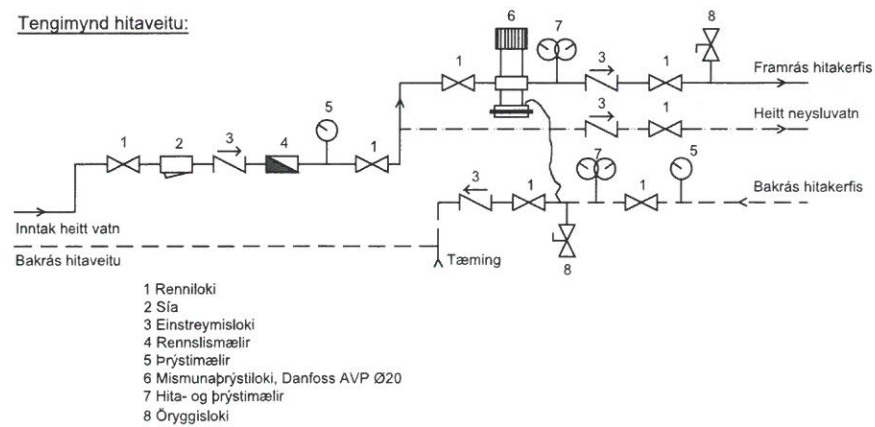 Tengimynd hitaveitu:
6
7
8
1
3
1
Framrás hitakerfis
5
3
1
Heitt neysluvatn
1
2
3
4
1
3
1
7
1
5
Bakrás hitakerfis
Inntak heitt vatn
Bakrás hitaveitu
Tæming
8
1 Renniloki
2 Sía
3 Einstreymisloki
4 Rennslismælir
5 Þrýstimælir
6 Mismunaþrýstiloki, Danfoss AVP Ø20
7 Hita- og þrýstimælir
8 Öryggisloki